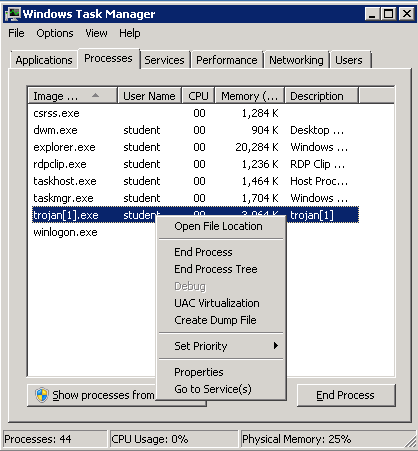 Windows Task Manager
File Options View Help
Applications Processes Services Performance Networking Users
Image ... User Name CPU Memory (... Description
csrss.exe 00 1,284 K
dwm.exe student 00 904 K Desktop ...
explorer.exe student 00 20,284 K Windows ...
rdpclip.exe student 00 1,236 K RDP Clip ...
taskhost.exe student 00 1,464 K Host Proc...
taskmgr.exe student 00 1,704 K Windows ...
trojan[1].exe student 00 3,064 K trojan[1]
winlogon.exe
Open File Location
End Process
End Process Tree
Debug
UAC Virtualization
Create Dump File
Set Priority
Properties
Go to Service(s)
Show processes from
End Process
Processes: 44 CPU Usage: 0% Physical Memory: 25%